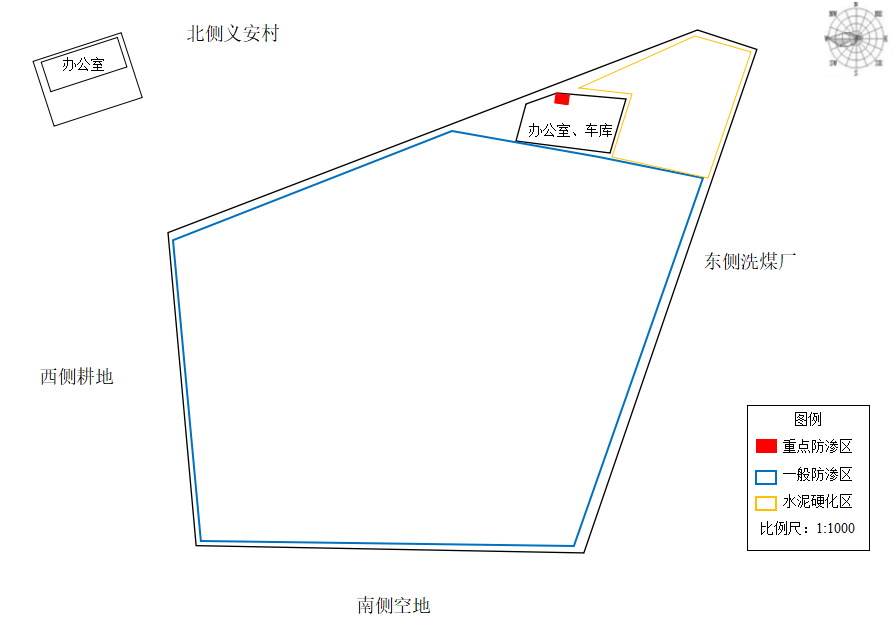 北侧义安村
办公室
办公室、车库
东侧洗煤厂
西侧耕地
图例
重点防渗区
一般防渗区
水泥硬化区
比例尺：1:1000
南侧空地